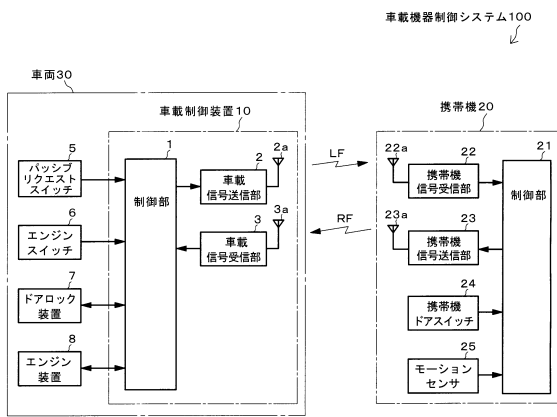 車載機器制御システム100
車両30
車載制御装置10
携帯機20
5
パッシブ
リクエスト
スイッチ
6
エンジン
スイッチ
7
ドアロック
装置
8
エンジン
装置
1
制御部
2
車載
信号送信部
2a
3
車載
信号受信部
3a
LF
RF
22a
22
携帯機
信号受信部
23a
23
携帯機
信号送信部
24
携帯機
ドアスイッチ
25
モーション
センサ
21
制御部